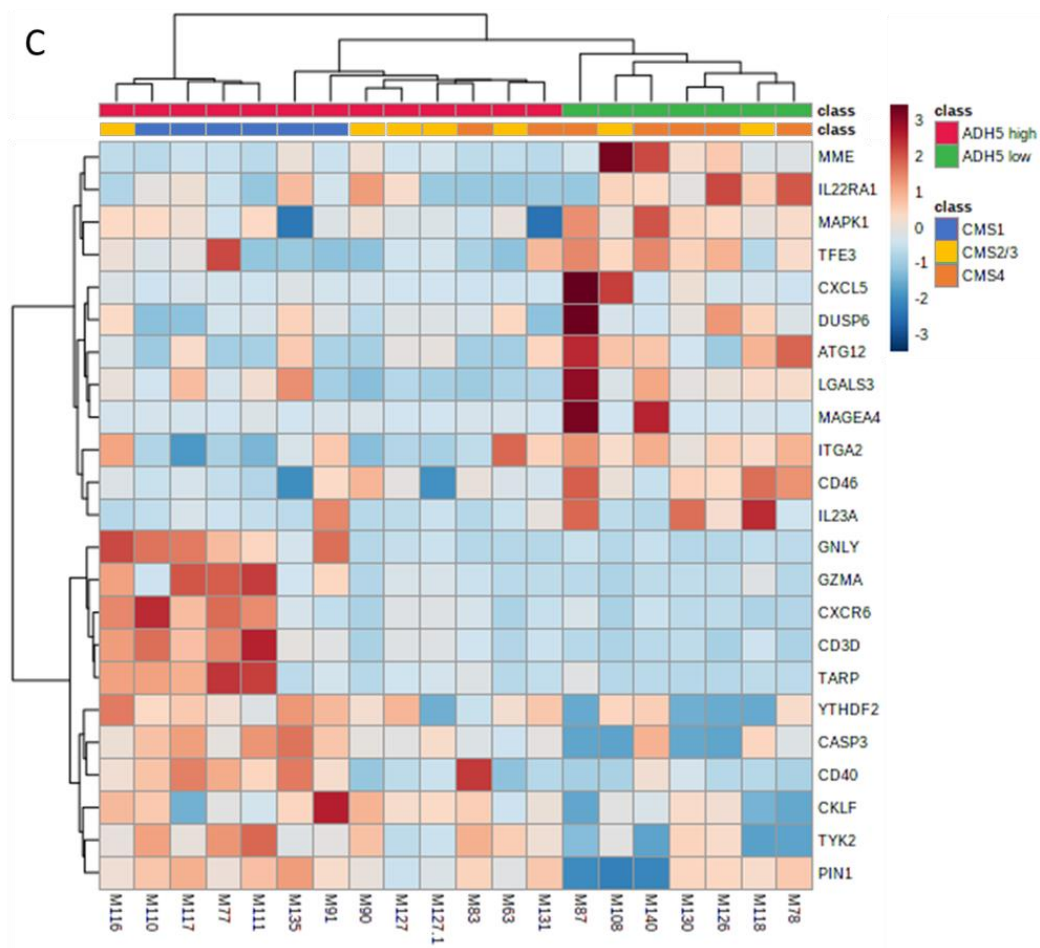 C
class
class
MME
IL22RA1
MAPK1
TFE3
CXCL5
DUSP6
ATG12
LGALS3
MAGEA4
ITGA2
CD46
IL23A
GNLY
GZMA
CXCR6
CD3D
TARP
YTHDF2
CASP3
CD40
CKLF
TYK2
PIN1
M116 M110 M117 M77 M111 M135 M91 M90 M127 M127.1 M83 M63 M131 M87 M108 M140 M130 M126 M118 M78
3
2
1
0
-1
-2
-3
class
ADH5 high
ADH5 low
class
CMS1
CMS2/3
CMS4